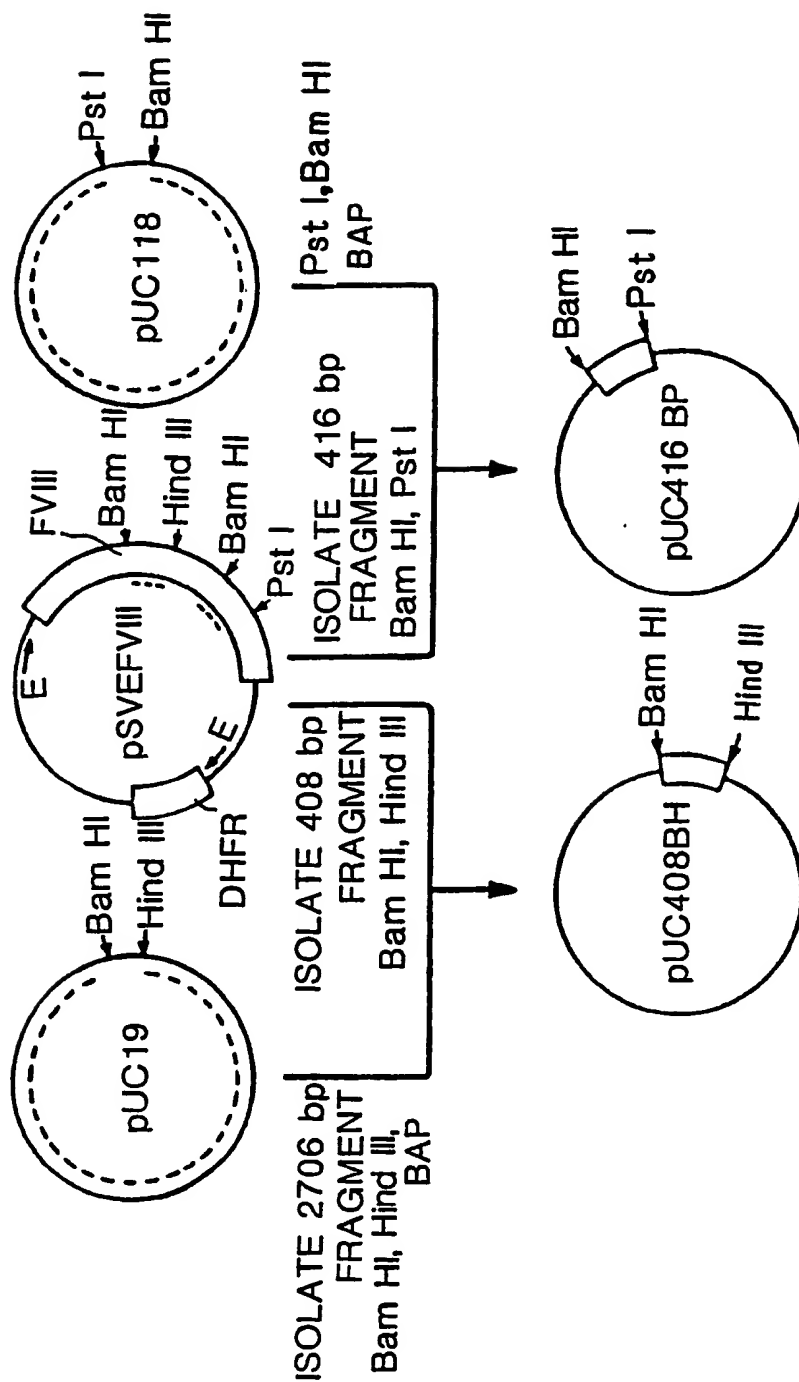 pUC19
Bam HI
Hind III
pSVEFVIII
E
E
DHFR
FVIII
Bam HI
Hind III
Bam HI
Pst I
pUC118
Pst I
Bam HI
ISOLATE 2706 bp
FRAGMENT
Bam HI, Hind III,
BAP
ISOLATE 408 bp
FRAGMENT
Bam HI, Hind III
ISOLATE 416 bp
FRAGMENT
Bam HI, Pst I
Pst I, Bam HI
BAP
pUC408BH
Bam HI
Hind III
pUC416 BP
Bam HI
Pst I